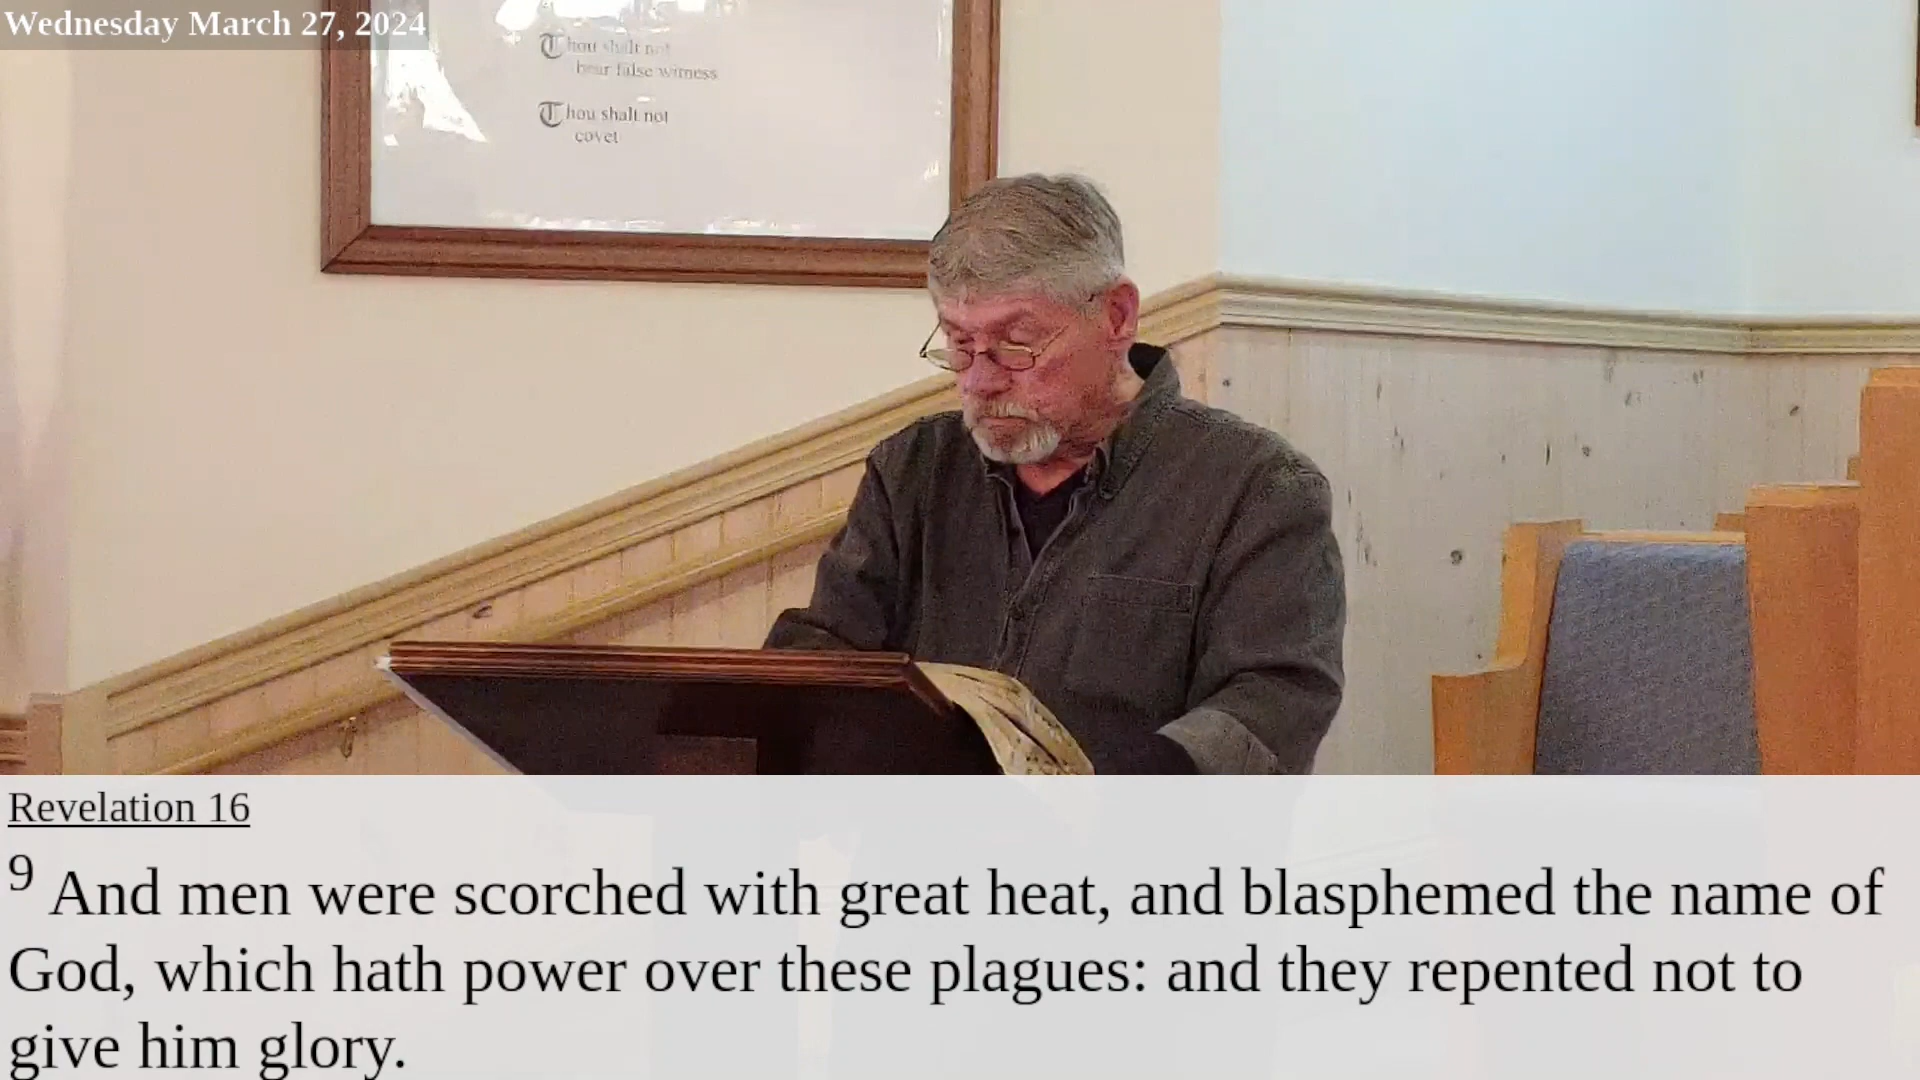 Wednesday March 27, 2024
Thou shalt not
bear false witness
Thou shalt not
covet
Revelation 16
9 And men were scorched with great heat, and blasphemed the name of
God, which hath power over these plagues: and they repented not to
give him glory.